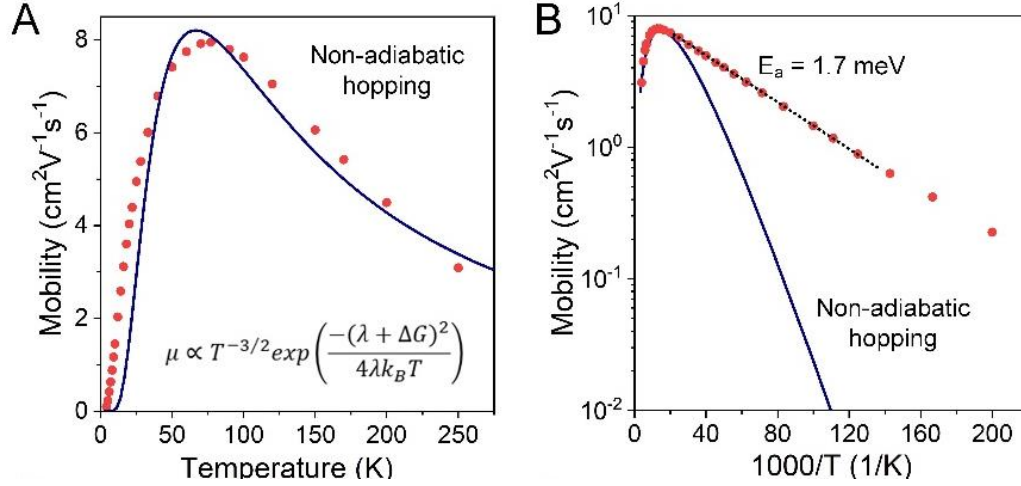 A
8
6
4
2
0
Mobility (cm²V⁻¹s⁻¹)
Non-adiabatic
hopping
μ ∝ T^{-3/2}exp(-(λ + ΔG)²/4λk_BT)
0 50 100 150 200 250
Temperature (K)
B
10¹
10⁰
10⁻¹
10⁻²
Mobility (cm²V⁻¹s⁻¹)
Eₐ = 1.7 meV
Non-adiabatic
hopping
0 40 80 120 160 200
1000/T (1/K)